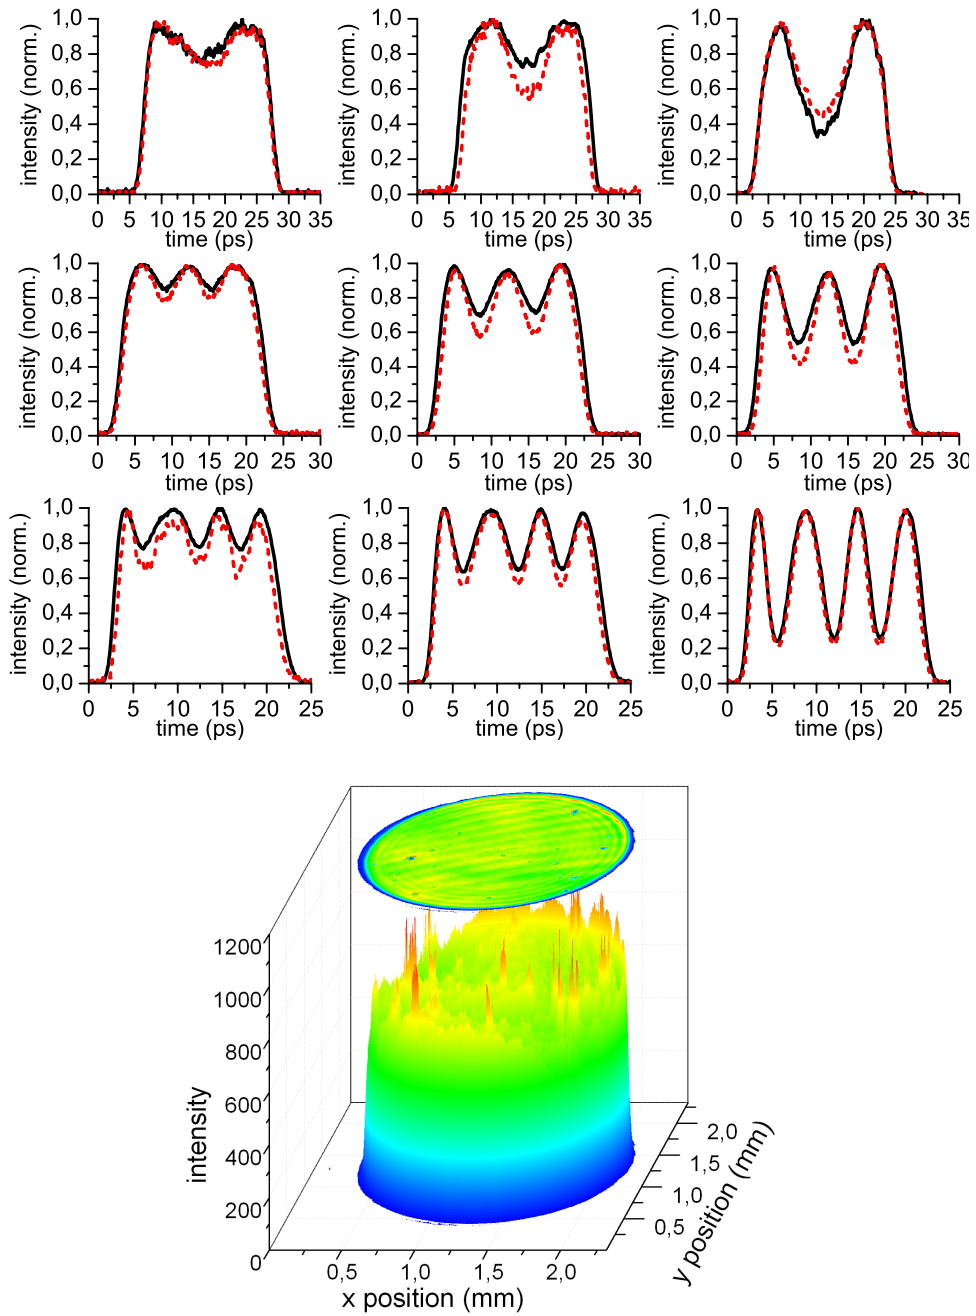 1,0 1,0 1,0
0,8 0,8 0,8
0,6 0,6 0,6
0,4 0,4 0,4
0,2 0,2 0,2
0,0 0,0 0,0
intensity (norm.) intensity (norm.) intensity (norm.)
0 5 10 15 20 25 30 35 0 5 10 15 20 25 30 35 0 5 10 15 20 25 30 35
time (ps) time (ps) time (ps)
1,0 1,0 1,0
0,8 0,8 0,8
0,6 0,6 0,6
0,4 0,4 0,4
0,2 0,2 0,2
0,0 0,0 0,0
intensity (norm.) intensity (norm.) intensity (norm.)
0 5 10 15 20 25 30 0 5 10 15 20 25 30 0 5 10 15 20 25 30
time (ps) time (ps) time (ps)
1,0 1,0 1,0
0,8 0,8 0,8
0,6 0,6 0,6
0,4 0,4 0,4
0,2 0,2 0,2
0,0 0,0 0,0
intensity (norm.) intensity (norm.) intensity (norm.)
0 5 10 15 20 25 0 5 10 15 20 25 0 5 10 15 20 25
time (ps) time (ps) time (ps)
1200
1000
800
600
400
200
0
intensity
0,5 1,0 1,5 2,0
x position (mm)
2,0
1,5
1,0
0,5
y position (mm)